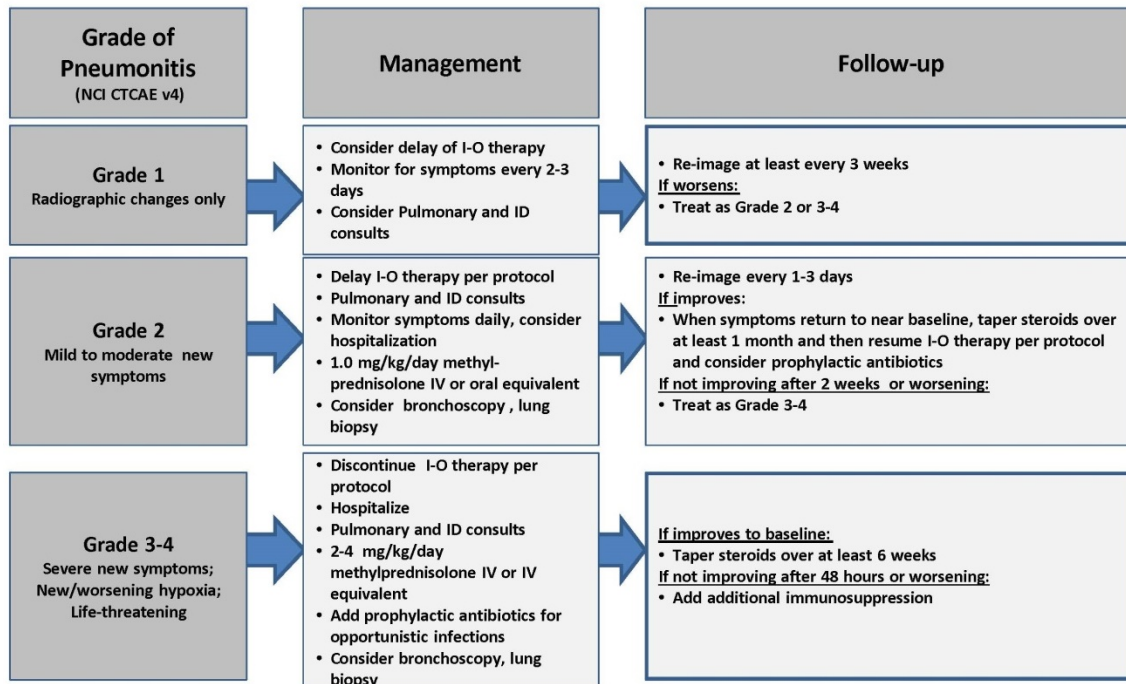 Grade of
Pneumonitis
(NCI CTCAE v4)
Management
Follow-up
Grade 1
Radiographic changes only
• Consider delay of I-O therapy
• Monitor for symptoms every 2-3
days
• Consider Pulmonary and ID
consults
• Re-image at least every 3 weeks
If worsens:
• Treat as Grade 2 or 3-4
Grade 2
Mild to moderate new
symptoms
• Delay I-O therapy per protocol
• Pulmonary and ID consults
• Monitor symptoms daily, consider
hospitalization
• 1.0 mg/kg/day methyl-
prednisolone IV or oral equivalent
• Consider bronchoscopy , lung
biopsy
• Re-image every 1-3 days
If improves:
• When symptoms return to near baseline, taper steroids over
at least 1 month and then resume I-O therapy per protocol
and consider prophylactic antibiotics
If not improving after 2 weeks or worsening:
• Treat as Grade 3-4
Grade 3-4
Severe new symptoms;
New/worsening hypoxia;
Life-threatening
• Discontinue I-O therapy per
protocol
• Hospitalize
• Pulmonary and ID consults
• 2-4 mg/kg/day
methylprednisolone IV or IV
equivalent
• Add prophylactic antibiotics for
opportunistic infections
• Consider bronchoscopy, lung
biopsy
If improves to baseline:
• Taper steroids over at least 6 weeks
If not improving after 48 hours or worsening:
• Add additional immunosuppression